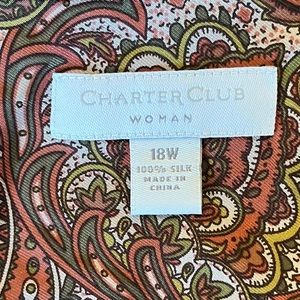 CHARTER CLUB
WOMAN
18W
100% SILK
MADE IN
CHINA